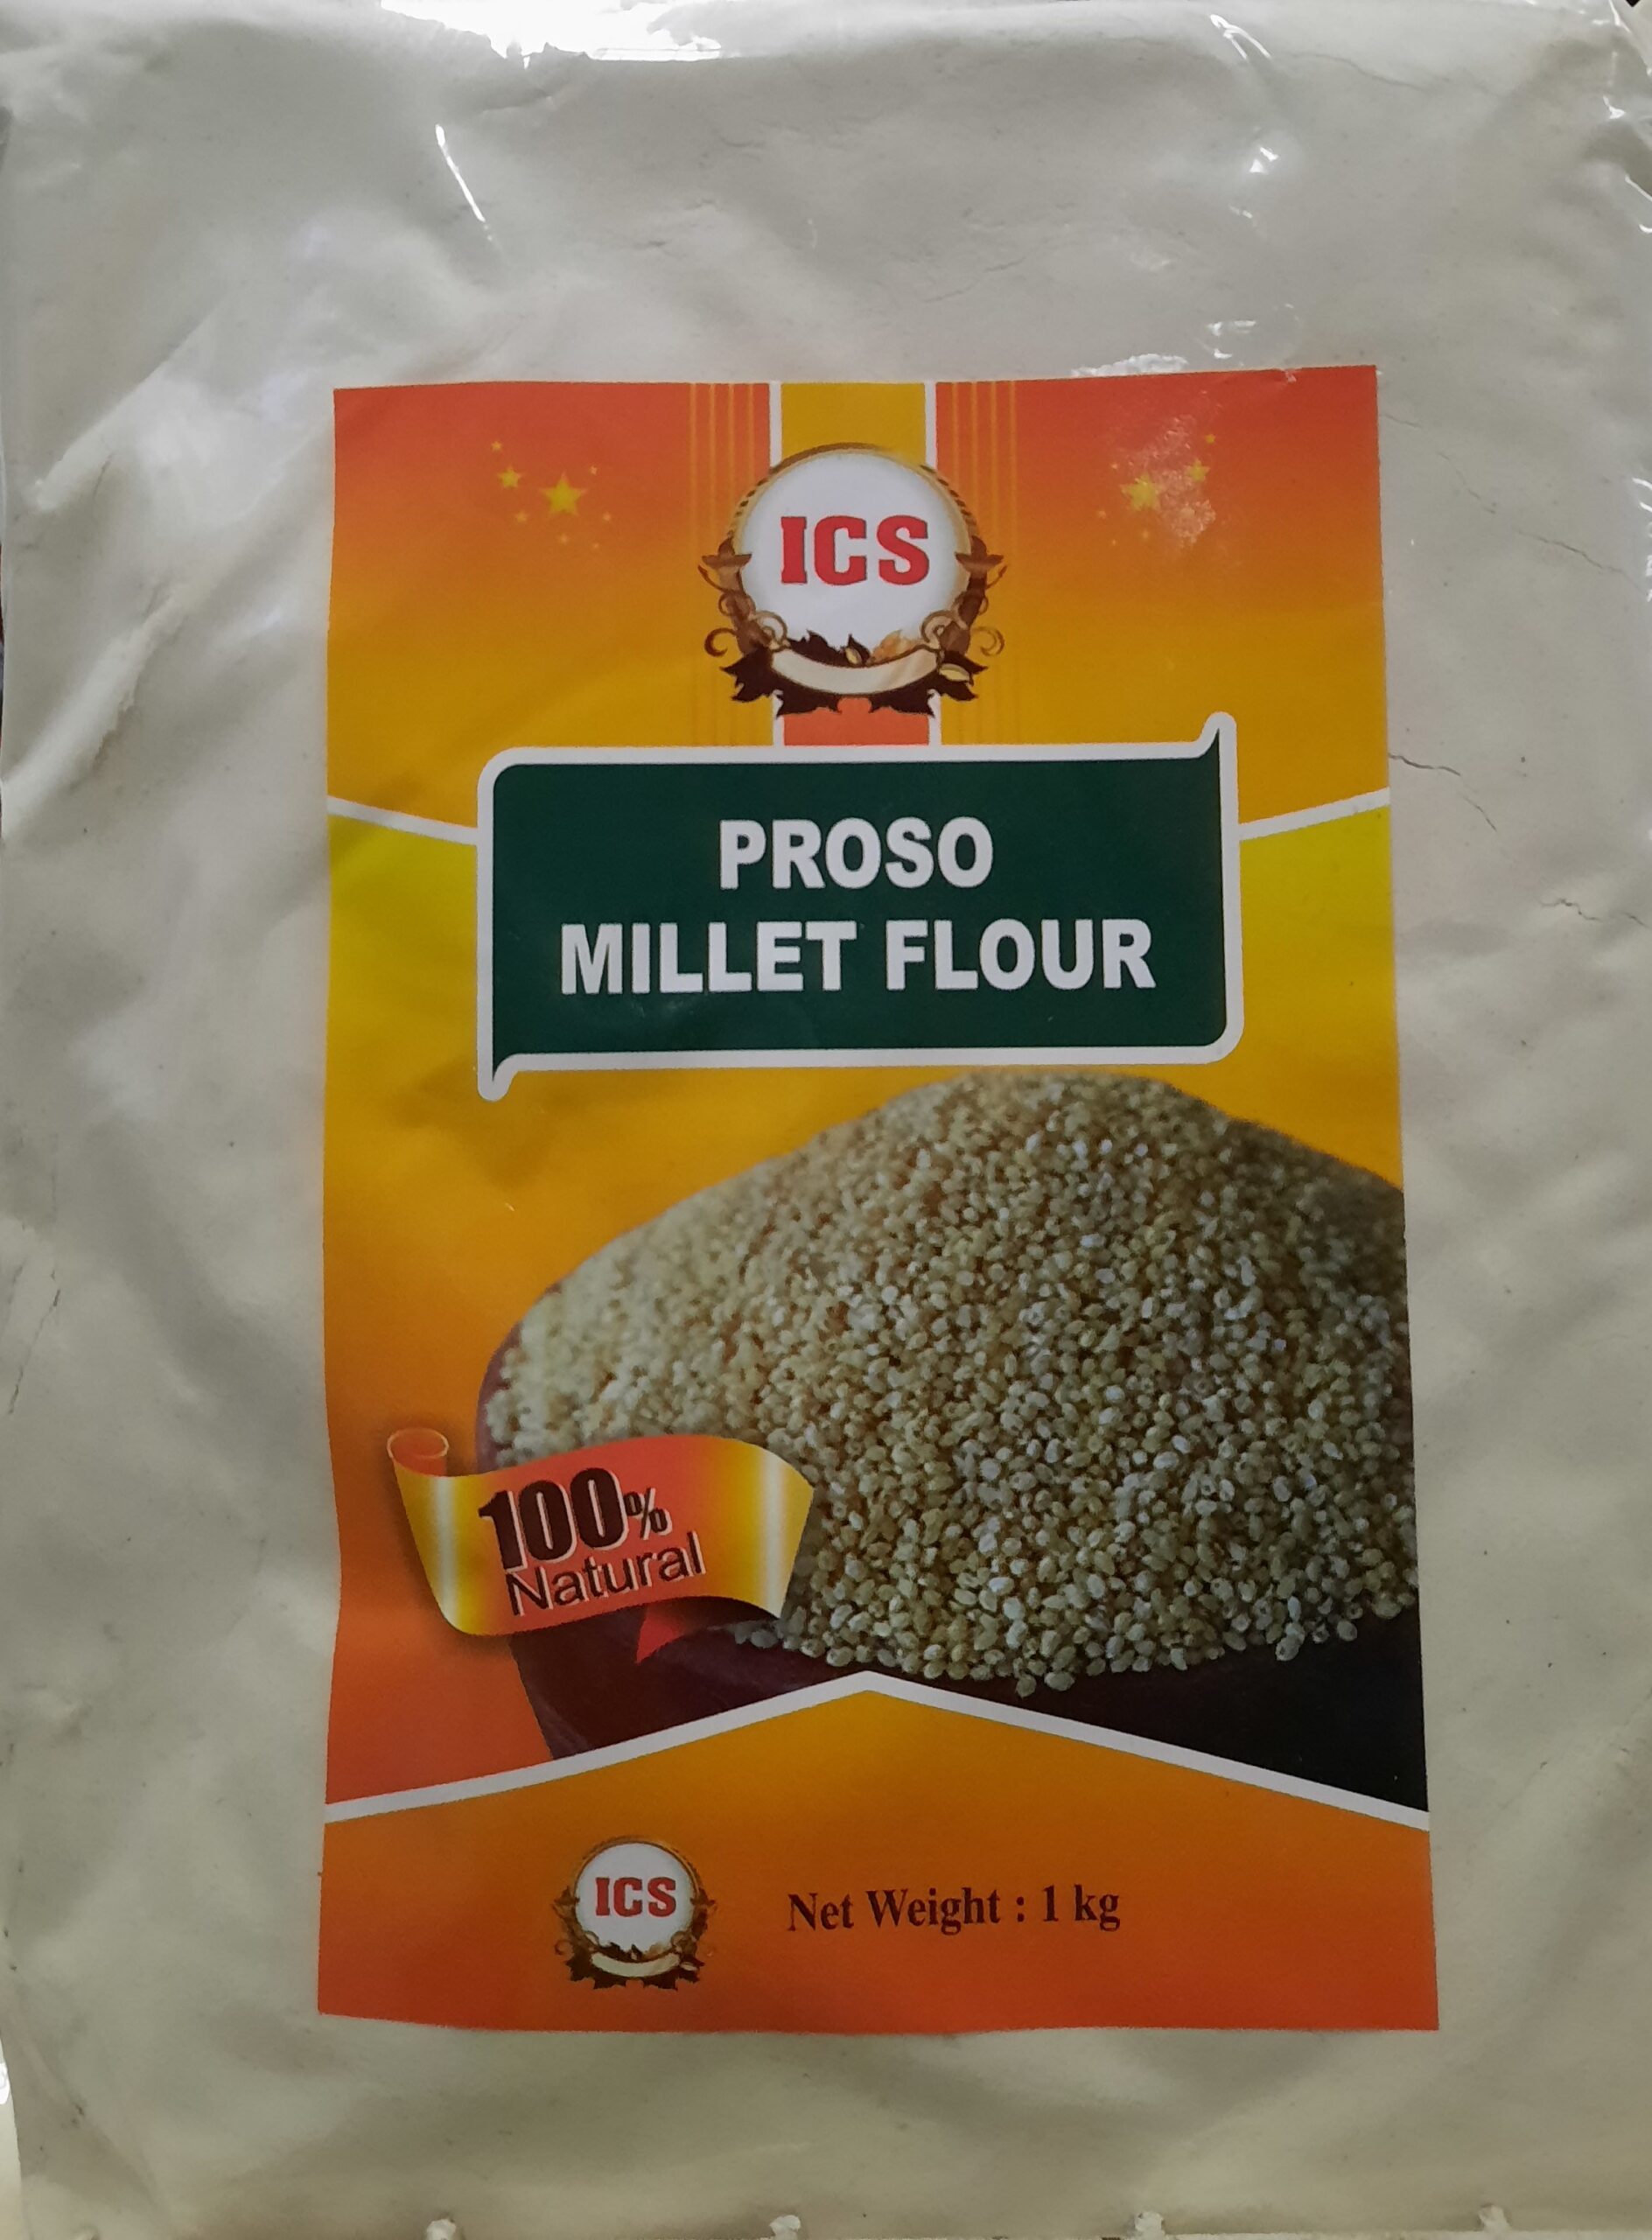 ICS
PROSO
MILLET FLOUR
100%
Natural
ICS
Net Weight : 1 kg